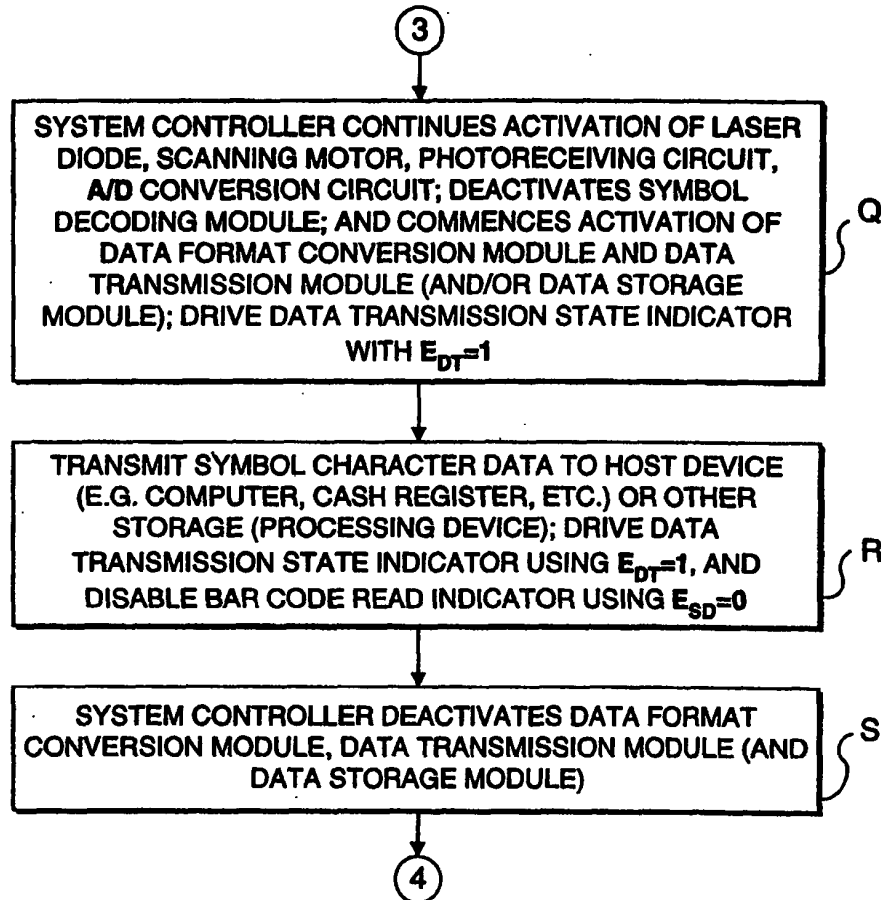 3
SYSTEM CONTROLLER CONTINUES ACTIVATION OF LASER
DIODE, SCANNING MOTOR, PHOTORECEIVING CIRCUIT,
A/D CONVERSION CIRCUIT; DEACTIVATES SYMBOL
DECODING MODULE; AND COMMENCES ACTIVATION OF
DATA FORMAT CONVERSION MODULE AND DATA
TRANSMISSION MODULE (AND/OR DATA STORAGE
MODULE); DRIVE DATA TRANSMISSION STATE INDICATOR
WITH E_DT=1
Q
TRANSMIT SYMBOL CHARACTER DATA TO HOST DEVICE
(E.G. COMPUTER, CASH REGISTER, ETC.) OR OTHER
STORAGE (PROCESSING DEVICE); DRIVE DATA
TRANSMISSION STATE INDICATOR USING E_DT=1, AND
DISABLE BAR CODE READ INDICATOR USING E_SD=0
R
SYSTEM CONTROLLER DEACTIVATES DATA FORMAT
CONVERSION MODULE, DATA TRANSMISSION MODULE (AND
DATA STORAGE MODULE)
S
4